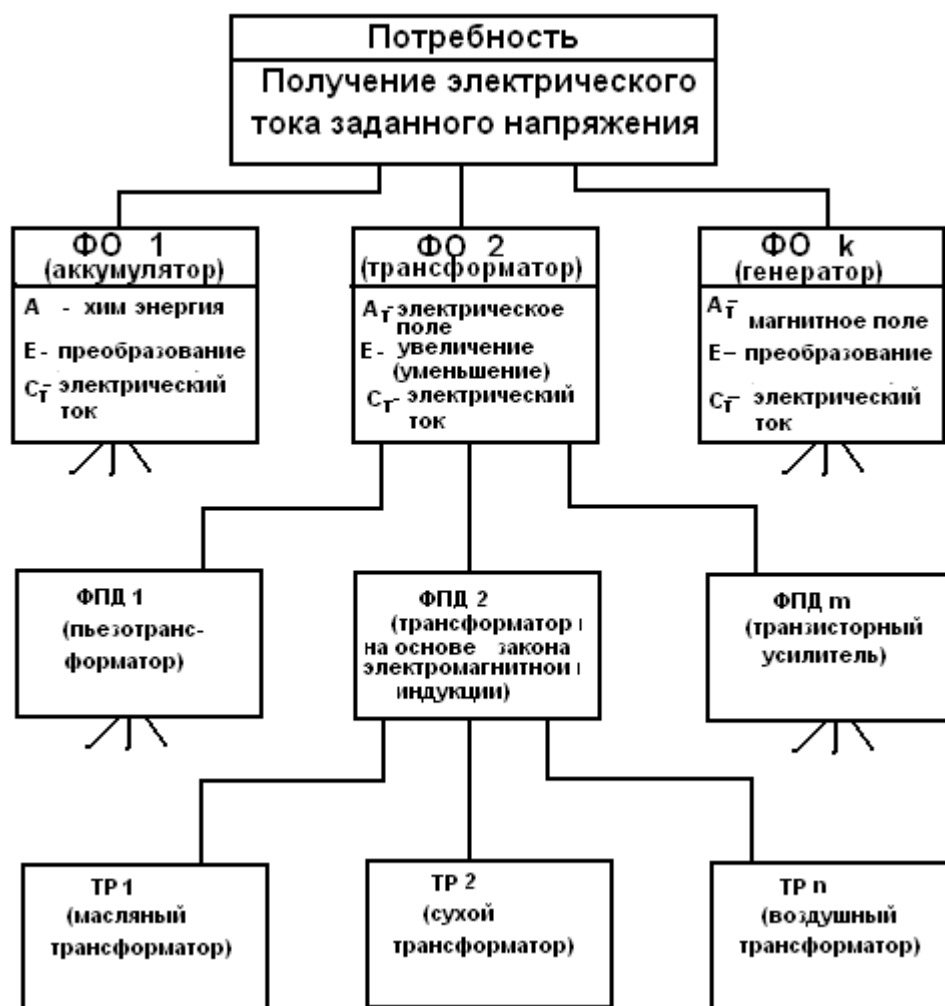 Потребность
Получение электрического
тока заданного напряжения
ФО 1
(аккумулятор)
А - хим энергия
Е - преобразование
Ст - электрический
ток
ФО 2
(трансформатор)
Ат - электрическое
поле
Е - увеличение
(уменьшение)
Ст - электрический
ток
ФО k
(генератор)
Ат -
магнитное поле
Е - преобразование
Ст - электрический
ток
ФПД 1
(пьезотранс-
форматор)
ФПД 2
(трансформатор
на основе закона
электромагнитной
индукции)
ФПД m
(транзисторный
усилитель)
ТР 1
(масляный
трансформатор)
ТР 2
(сухой
трансформатор)
ТР n
(воздушный
трансформатор)